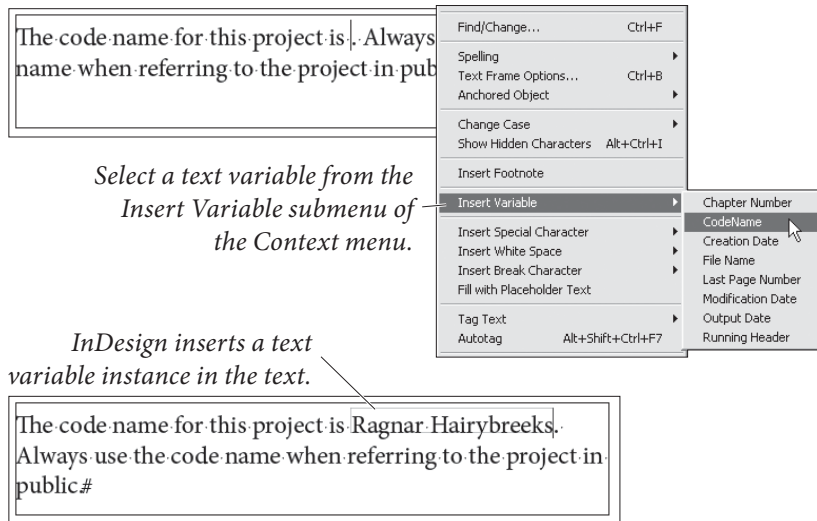 The code name for this project is . Always
name when referring to the project in pub
Find/Change... Ctrl+F
Spelling
Text Frame Options... Ctrl+B
Anchored Object
Change Case
Show Hidden Characters Alt+Ctrl+I
Insert Footnote
Insert Variable
Insert Special Character
Insert White Space
Insert Break Character
Fill with Placeholder Text
Tag Text
Autotag Alt+Shift+Ctrl+F7
Chapter Number
CodeName
Creation Date
File Name
Last Page Number
Modification Date
Output Date
Running Header
Select a text variable from the
Insert Variable submenu of
the Context menu.
InDesign inserts a text
variable instance in the text.
The code name for this project is Ragnar Hairybreeks.
Always use the code name when referring to the project in
public.#